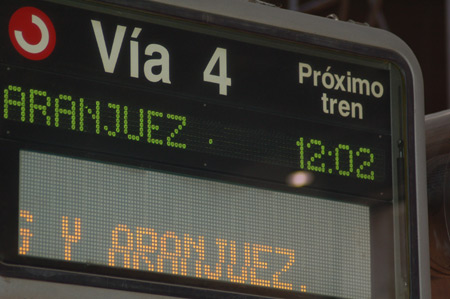 Vía 4
Próximo
tren
ARANJUEZ . 12:02
Y ARANJUEZ.